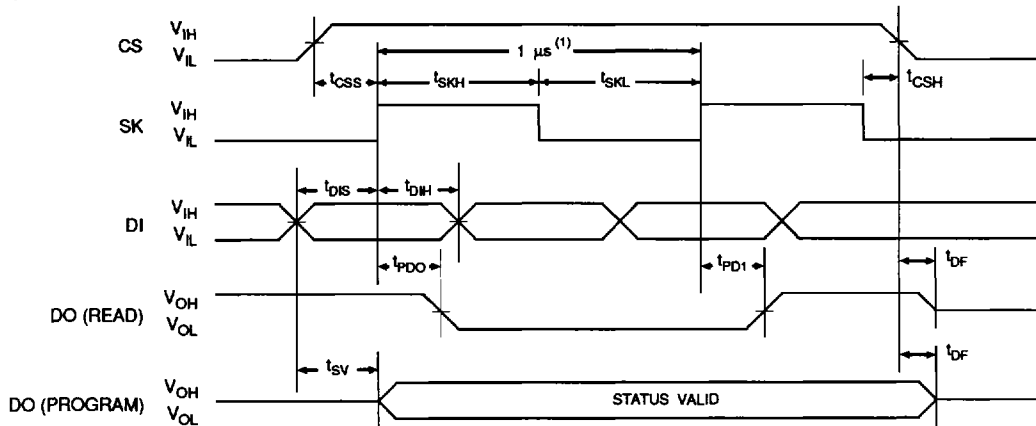 CS
V_IH
V_IL
1 μs (1)
t_CSS
t_SKH
t_SKL
t_CSH
SK
V_IH
V_IL
t_DIS
t_DIH
DI
V_IH
V_IL
t_PDO
t_PD1
t_DF
DO (READ)
V_OH
V_OL
t_SV
t_DF
DO (PROGRAM)
V_OH
V_OL
STATUS VALID